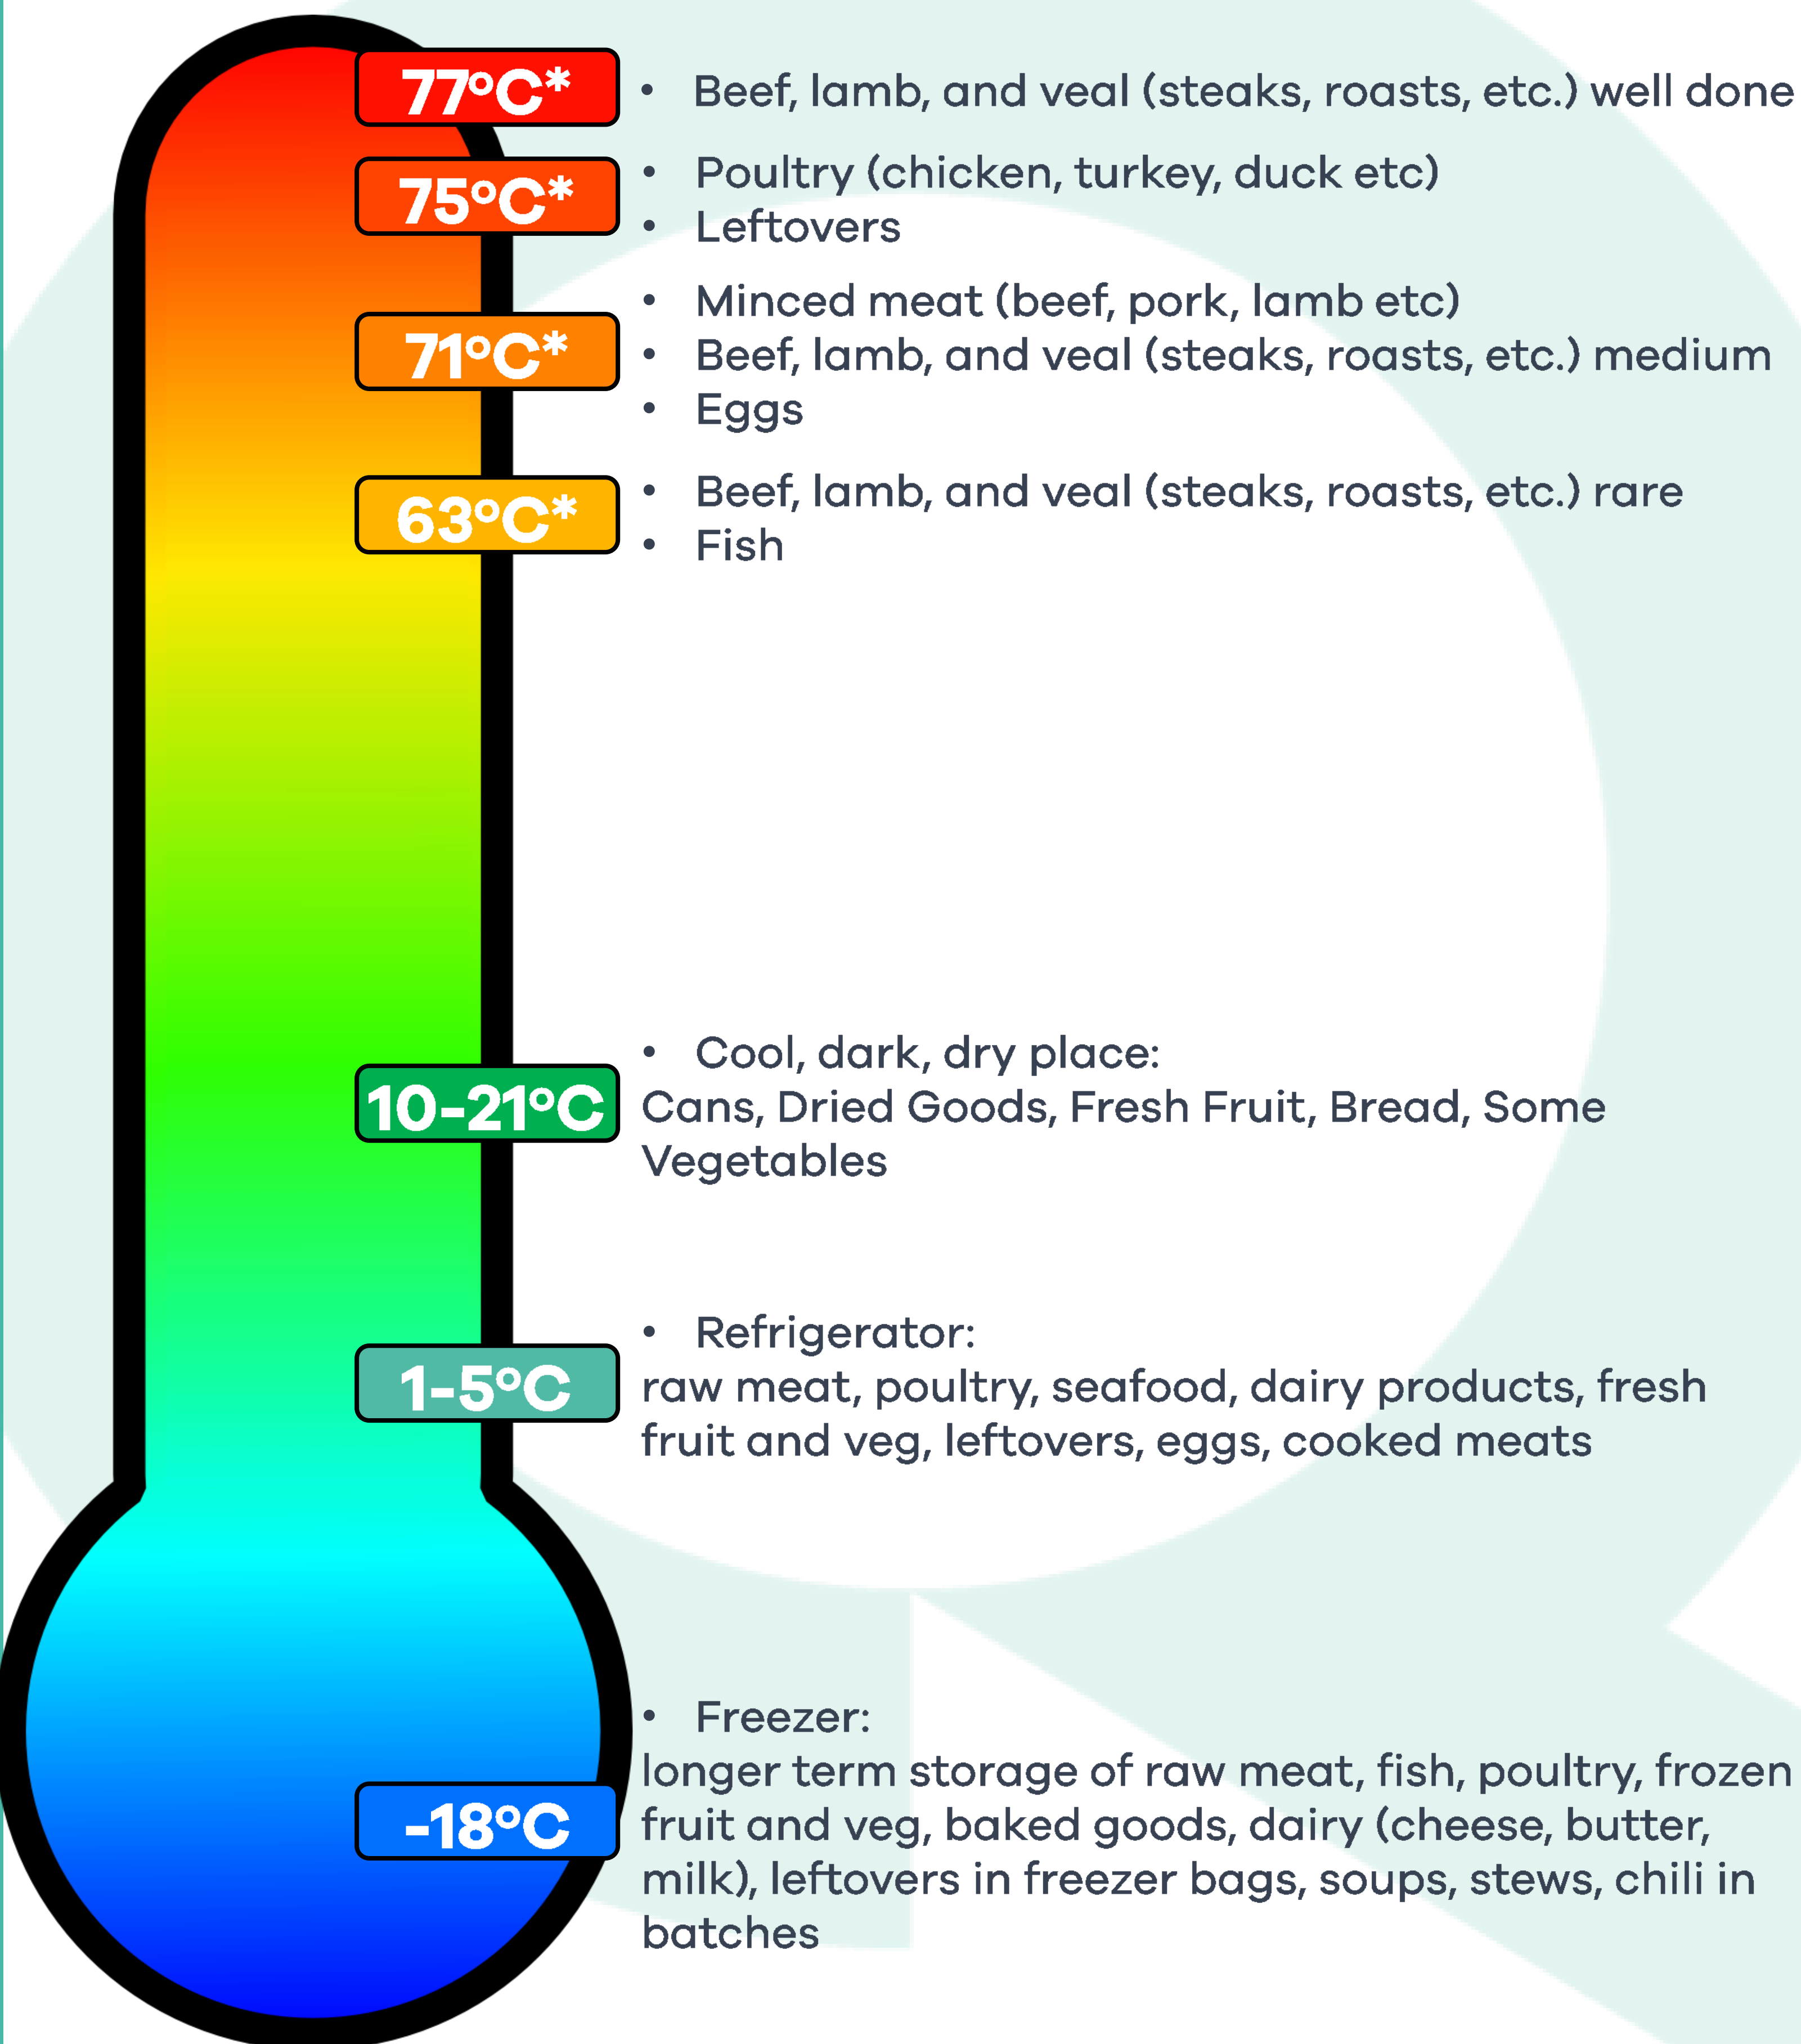 77°C*
• Beef, lamb, and veal (steaks, roasts, etc.) well done
75°C*
• Poultry (chicken, turkey, duck etc)
• Leftovers
71°C*
• Minced meat (beef, pork, lamb etc)
• Beef, lamb, and veal (steaks, roasts, etc.) medium
• Eggs
63°C*
• Beef, lamb, and veal (steaks, roasts, etc.) rare
• Fish
10-21°C
• Cool, dark, dry place:
Cans, Dried Goods, Fresh Fruit, Bread, Some
Vegetables
1-5°C
• Refrigerator:
raw meat, poultry, seafood, dairy products, fresh
fruit and veg, leftovers, eggs, cooked meats
-18°C
• Freezer:
longer term storage of raw meat, fish, poultry, frozen
fruit and veg, baked goods, dairy (cheese, butter,
milk), leftovers in freezer bags, soups, stews, chili in
batches